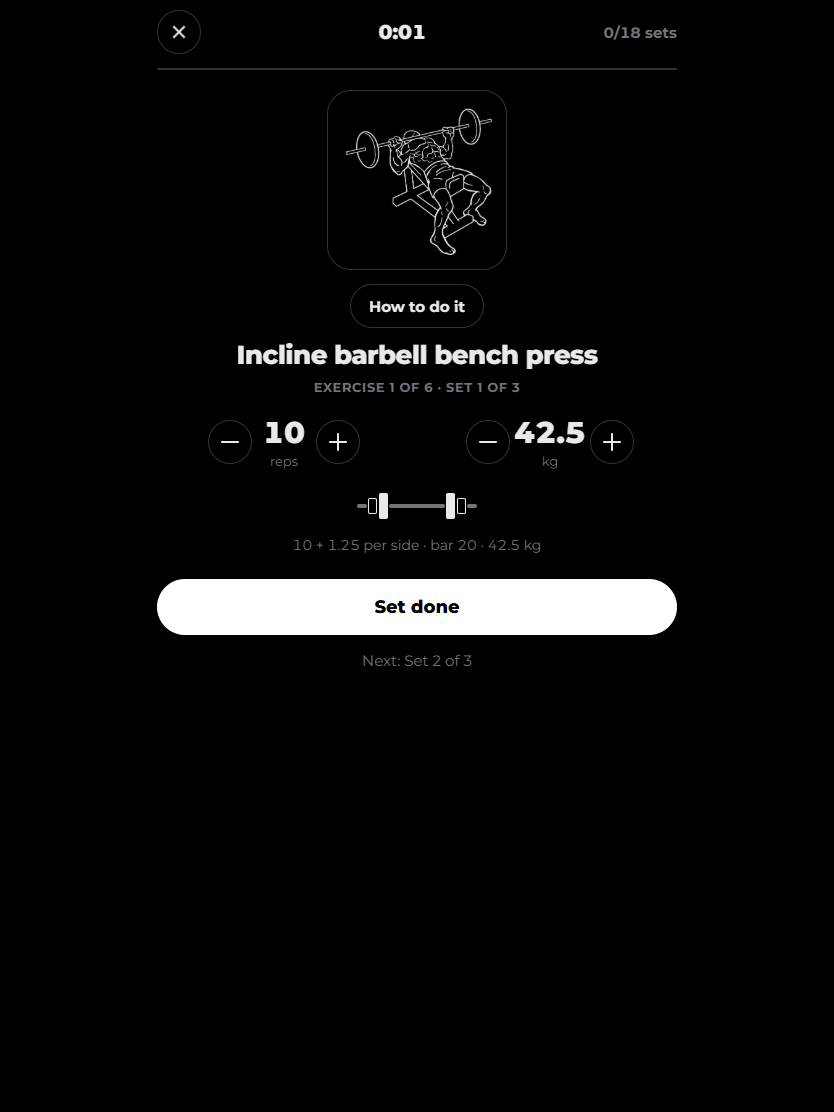 0:01
0/18 sets
How to do it
Incline barbell bench press
EXERCISE 1 OF 6 · SET 1 OF 3
10
reps
42.5
kg
10 + 1.25 per side · bar 20 · 42.5 kg
Set done
Next: Set 2 of 3